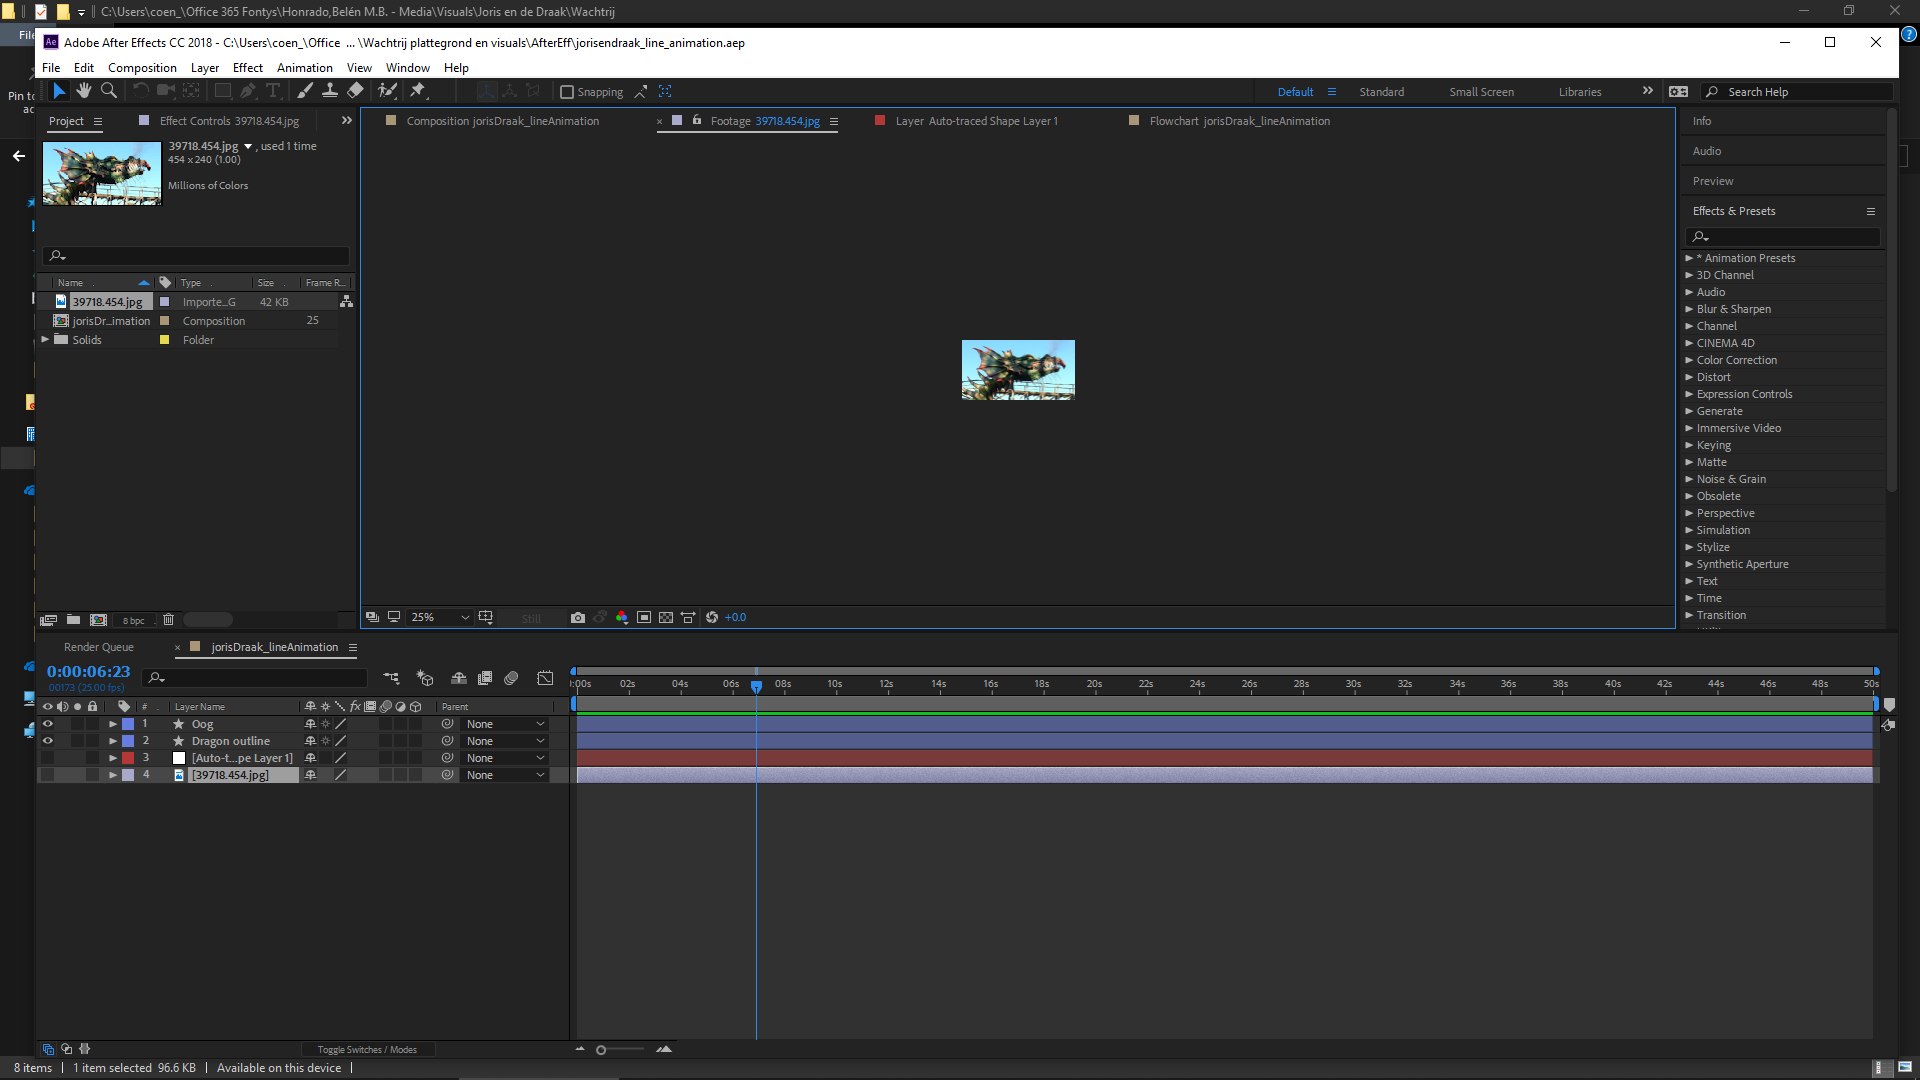 C:\Users\coen_\Office 365 Fontys\Honrado,Belén M.B. - Media\Visuals\Joris en de Draak\Wachtrij
File
Adobe After Effects CC 2018 - C:\Users\coen_\Office ... \Wachtrij plattegrond en visuals\AfterEff\jorisendraak_line_animation.aep
File Edit Composition Layer Effect Animation View Window Help
Pin to
Snapping
Default Standard Small Screen Libraries
Search Help
Project
Effect Controls 39718.454.jpg
Composition jorisDraak_lineAnimation
Footage 39718.454.jpg
Layer Auto-traced Shape Layer 1
Flowchart jorisDraak_lineAnimation
39718.454.jpg , used 1 time
454 x 240 (1.00)
Millions of Colors
Name Type Size Frame R...
39718.454.jpg Importe...G 42 KB
jorisDr_imation Composition 25
Solids Folder
8 bpc
25%
Still
+0.0
Info
Audio
Preview
Effects & Presets
* Animation Presets
3D Channel
Audio
Blur & Sharpen
Channel
CINEMA 4D
Color Correction
Distort
Expression Controls
Generate
Immersive Video
Keying
Matte
Noise & Grain
Obsolete
Perspective
Simulation
Stylize
Synthetic Aperture
Text
Time
Transition
Render Queue
jorisDraak_lineAnimation
0:00:06:23
00173 (25.00 fps)
:00s 02s 04s 06s 08s 10s 12s 14s 16s 18s 20s 22s 24s 26s 28s 30s 32s 34s 36s 38s 40s 42s 44s 46s 48s 50s
# Layer Name fx Parent
1 Oog None
2 Dragon outline None
3 [Auto-t...pe Layer 1] None
4 [39718.454.jpg] None
Toggle Switches / Modes
8 items 1 item selected 96.6 KB Available on this device